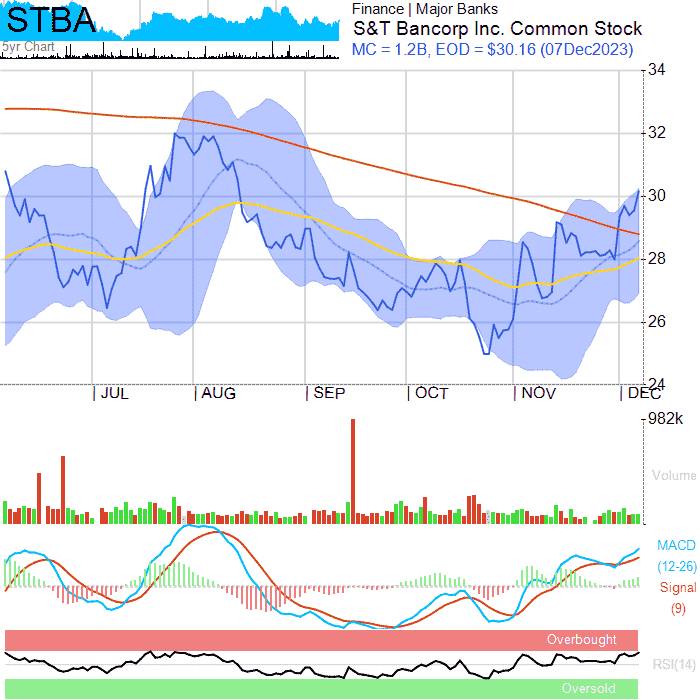 STBA
5yr Chart
Finance | Major Banks
S&T Bancorp Inc. Common Stock
MC = 1.2B, EOD = $30.16 (07Dec2023)
34
32
30
28
26
24
JUL AUG SEP OCT NOV DEC
982k
Volume
MACD
(12-26)
Signal
(9)
Overbought
RSI(14)
Oversold